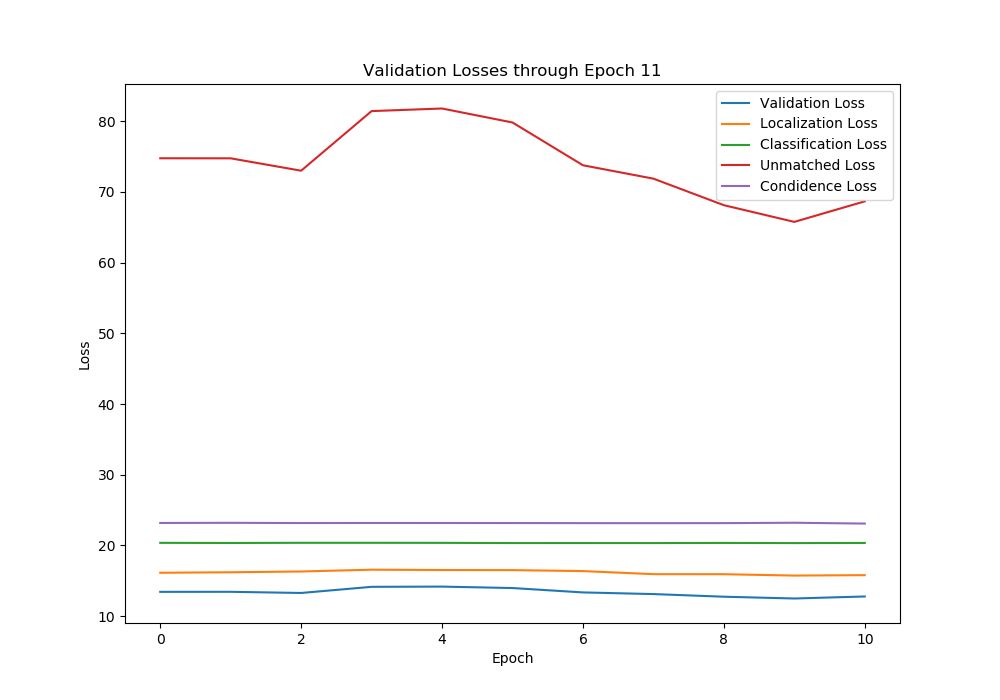 Validation Losses through Epoch 11
Validation Loss
Localization Loss
Classification Loss
Unmatched Loss
Condidence Loss
Loss
80
70
60
50
40
30
20
10
0 2 4 6 8 10
Epoch